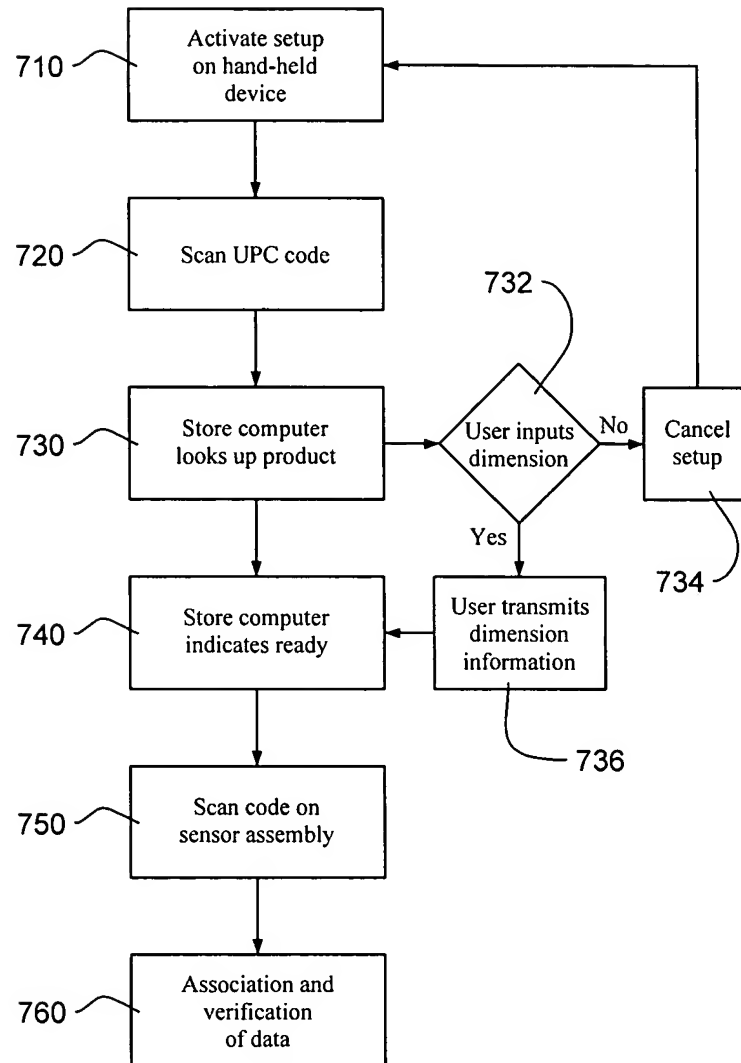 710
Activate setup
on hand-held
device
720
Scan UPC code
732
730
Store computer
looks up product
User inputs
dimension
No
Cancel
setup
734
Yes
740
Store computer
indicates ready
User transmits
dimension
information
736
750
Scan code on
sensor assembly
760
Association and
verification
of data